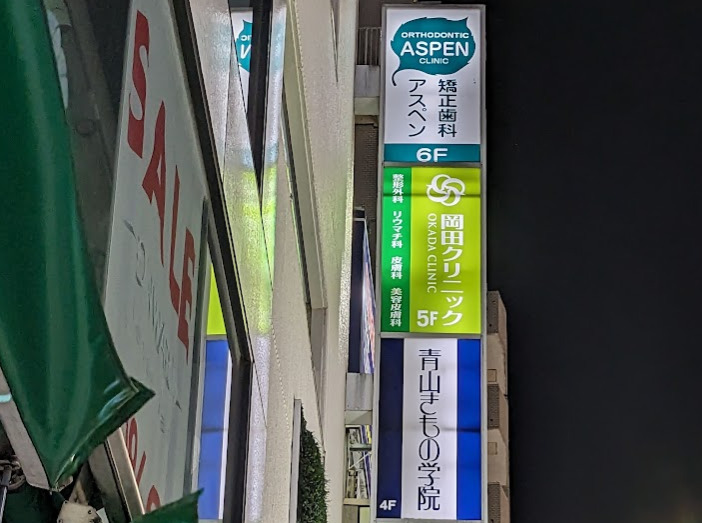 SALE
ORTHODONTIC
ASPEN
CLINIC
矯正歯科
アスペン
6F
岡田クリニック
OKADA CLINIC
整形外科 リウマチ科 皮膚科 美容皮膚科
5F
青山きもの学院
4F